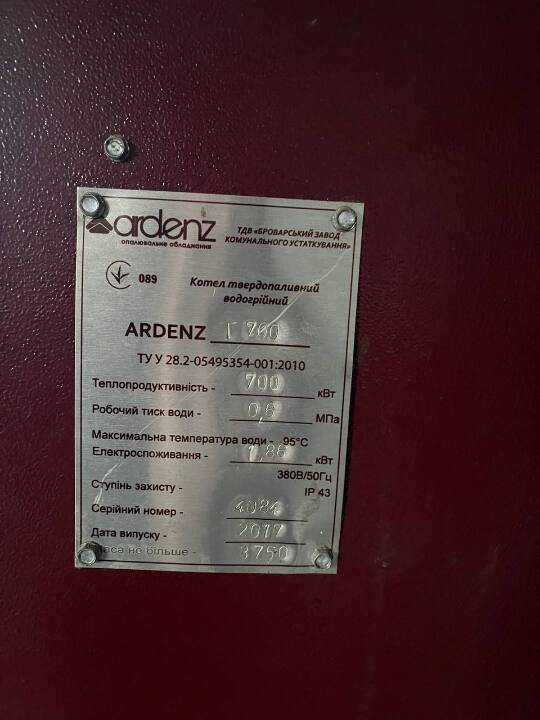 ardenz
опалювальне обладнання
ТДВ «БРОВАРСЬКИЙ ЗАВОД
КОМУНАЛЬНОГО УСТАТКУВАННЯ»
089
Котел твердопаливний
водогрійний
ARDENZ Г 700
ТУ У 28.2-05495354-001:2010
Теплопродуктивність - 700 кВт
Робочий тиск води - 0,6 МПа
Максимальна температура води - 95°С
Електроспоживання - 1,86 кВт
380В/50Гц
Ступінь захисту - IP 43
Серійний номер - 4084
Дата випуску - 2017
Маса не більше - 3750